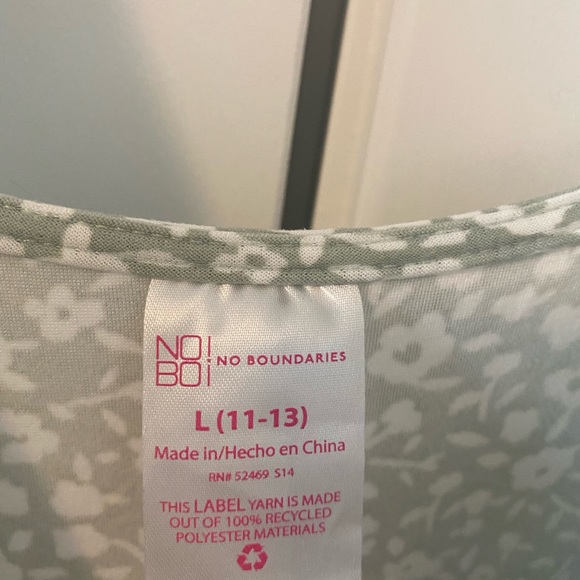 NO
BO
NO BOUNDARIES
L (11-13)
Made in/Hecho en China
RN# 52469 S14
THIS LABEL YARN IS MADE
OUT OF 100% RECYCLED
POLYESTER MATERIALS